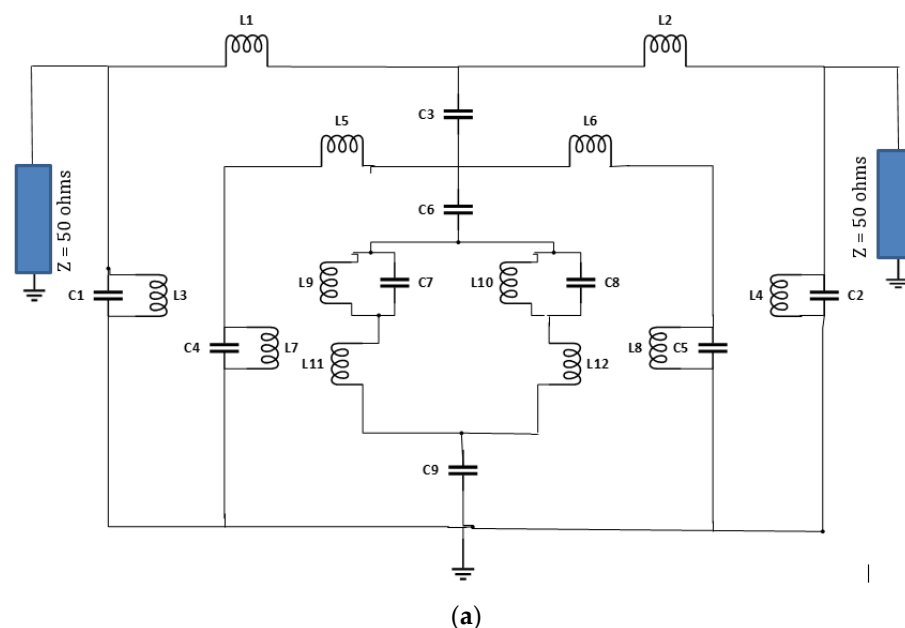 L1
L2
C3
L5
L6
Z = 50 ohms
Z = 50 ohms
C6
L9
C7
L10
C8
C1
L3
L4
C2
C4
L7
L11
L12
L8
C5
C9
(a)